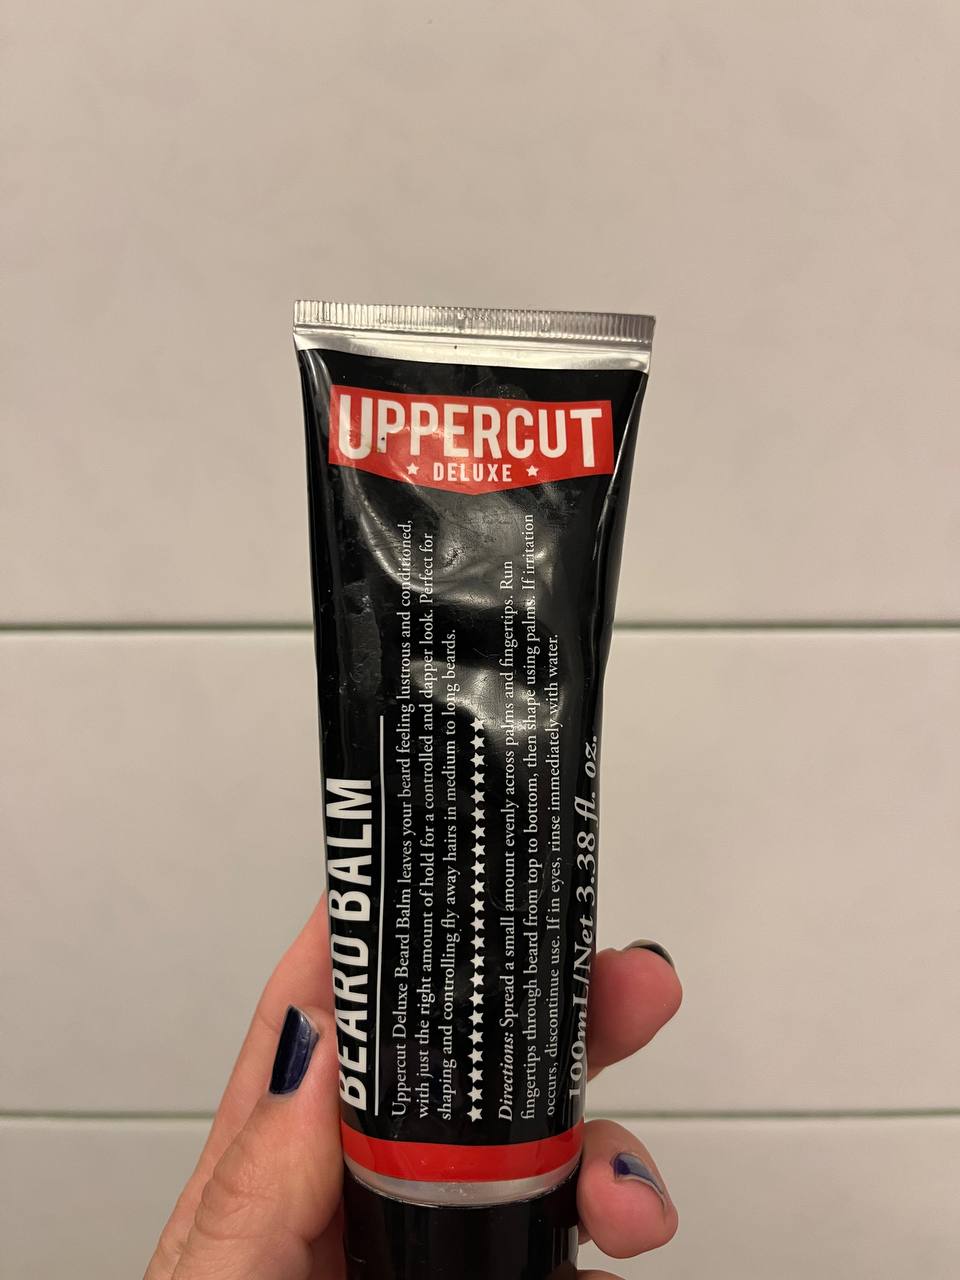 UPPERCUT
★ DELUXE ★
BEARD BALM
Uppercut Deluxe Beard Balm leaves your beard feeling lustrous and conditioned,
with just the right amount of hold for a controlled and dapper look. Perfect for
shaping and controlling fly away hairs in medium to long beards.
Directions: Spread a small amount evenly across palms and fingertips. Run
fingertips through beard from top to bottom, then shape using palms. If irritation
occurs, discontinue use. If in eyes, rinse immediately with water.
100mL/Net 3.38 fl. oz.